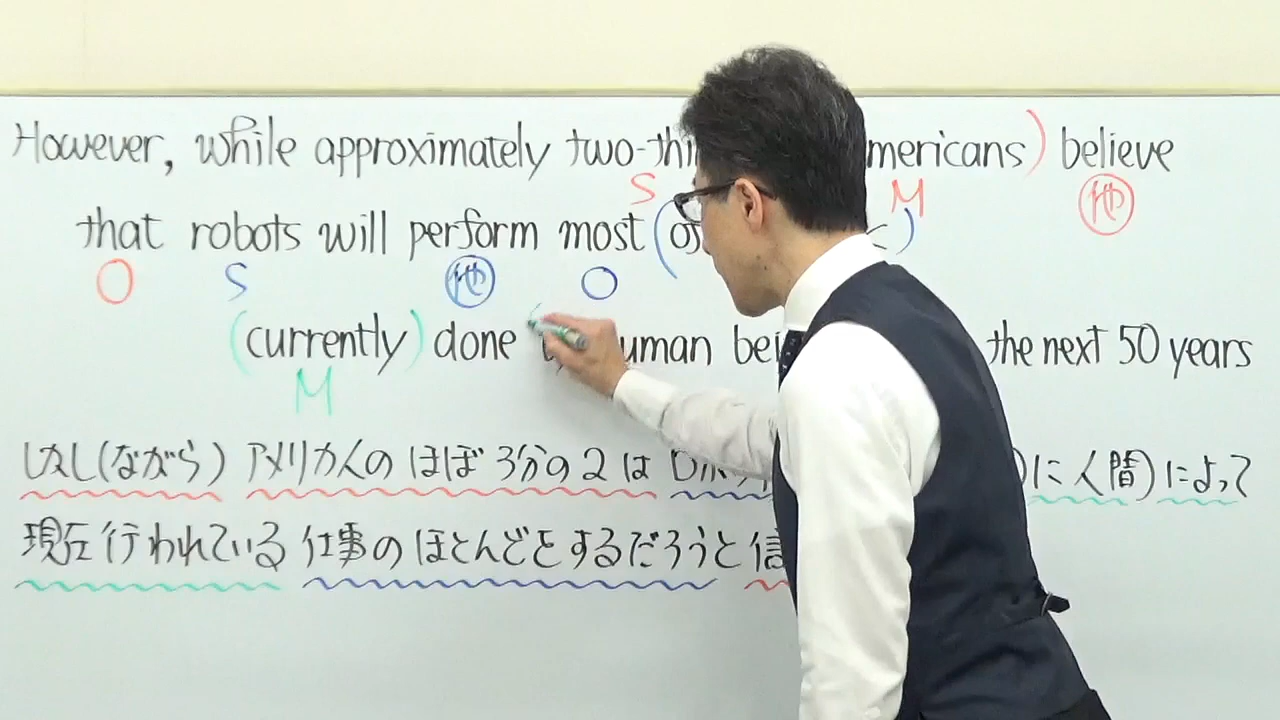 However, while approximately two-thi mericans) believe
S M 他
that robots will perform most (of )
O S 他 O
(currently) done ( uman bei the next 50 years
M
しかし(ながら) アメリカ人の ほぼ 3分の2 は ロボッ )に 人間)によって
現在 行われている 仕事の ほとんどをするだろうと 信